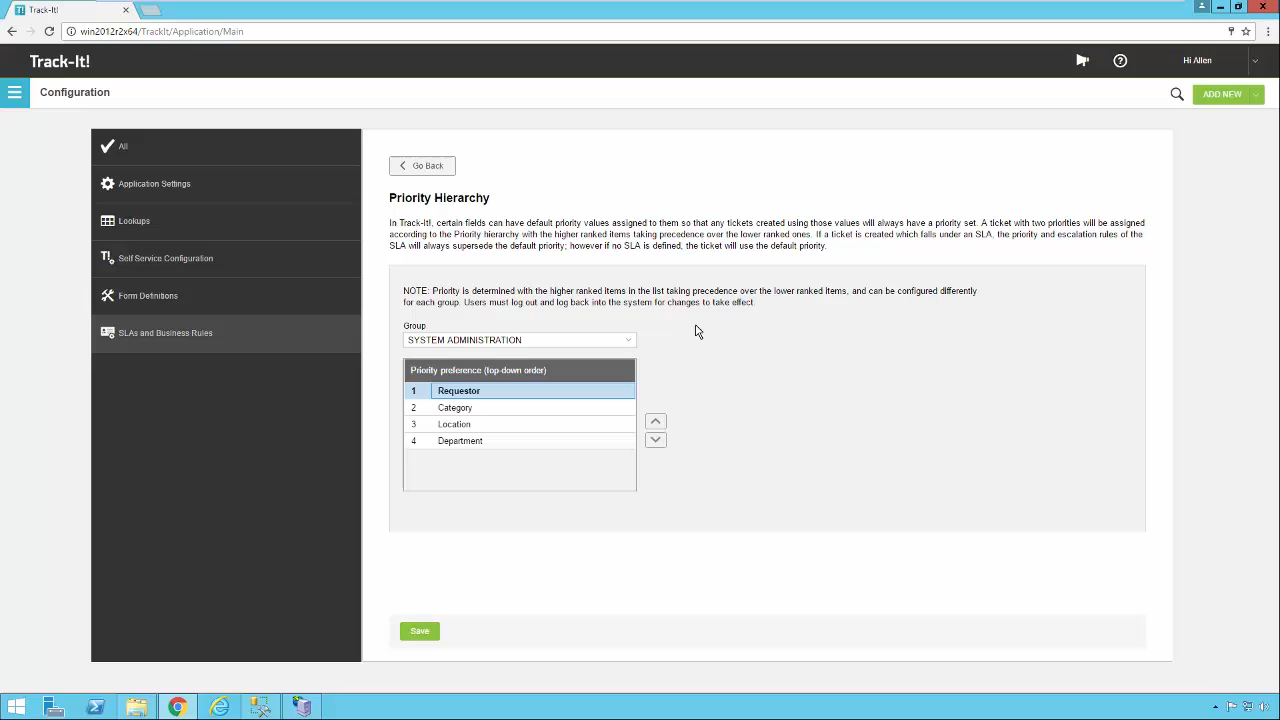 T! Track-It!
win2012r2x64/TrackIt/Application/Main
Track-It!
Hi Allen
Configuration
ADD NEW
All
Application Settings
Lookups
Self Service Configuration
Form Definitions
SLAs and Business Rules
Go Back
Priority Hierarchy
In Track-It!, certain fields can have default priority values assigned to them so that any tickets created using those values will always have a priority set. A ticket with two priorities will be assigned
according to the Priority hierarchy with the higher ranked items taking precedence over the lower ranked ones. If a ticket is created which falls under an SLA, the priority and escalation rules of the
SLA will always supersede the default priority; however if no SLA is defined, the ticket will use the default priority.
NOTE: Priority is determined with the higher ranked items in the list taking precedence over the lower ranked items, and can be configured differently
for each group. Users must log out and log back into the system for changes to take effect.
Group
SYSTEM ADMINISTRATION
Priority preference (top-down order)
1 Requestor
2 Category
3 Location
4 Department
Save